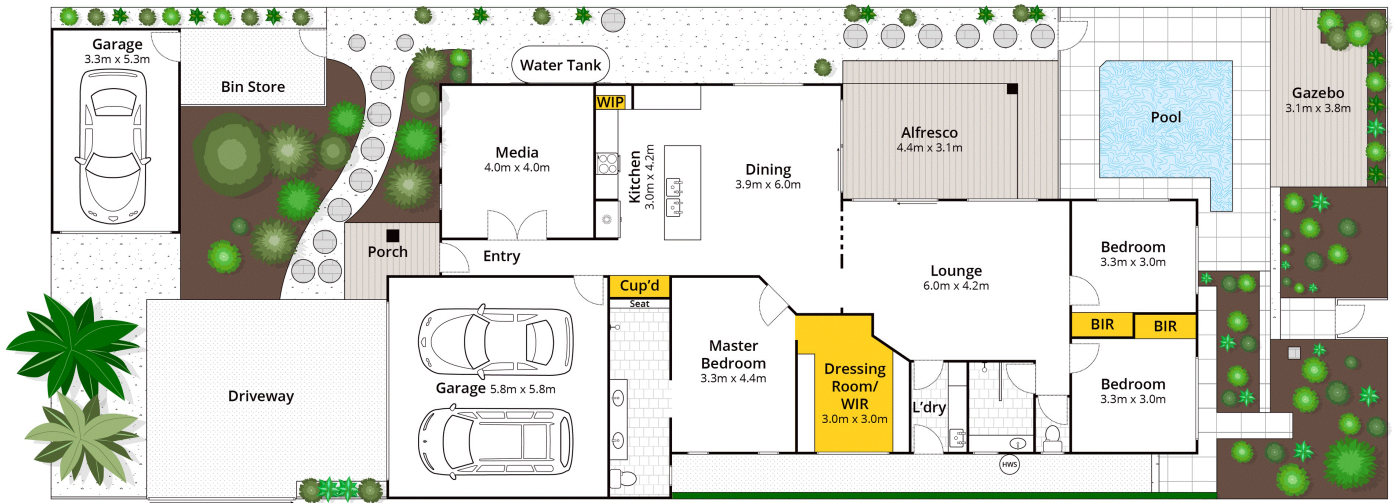 Garage
3.3m x 5.3m
Bin Store
Water Tank
WIP
Media
4.0m x 4.0m
Kitchen
3.0m x 4.2m
Dining
3.9m x 6.0m
Alfresco
4.4m x 3.1m
Pool
Gazebo
3.1m x 3.8m
Porch
Entry
Lounge
6.0m x 4.2m
Bedroom
3.3m x 3.0m
Cup'd
Seat
BIR
BIR
Driveway
Garage 5.8m x 5.8m
Master
Bedroom
3.3m x 4.4m
Dressing
Room/
WIR
3.0m x 3.0m
L'dry
Bedroom
3.3m x 3.0m
HWS